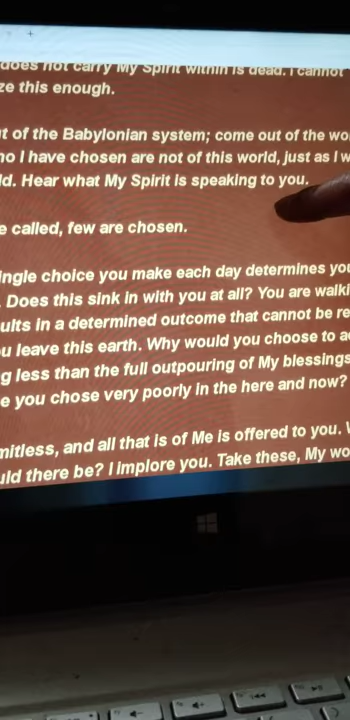 does not carry My Spirit within is dead. I cannot
ze this enough.
t of the Babylonian system; come out of the wo
ho I have chosen are not of this world, just as I w
ld. Hear what My Spirit is speaking to you.
e called, few are chosen.
ingle choice you make each day determines you
. Does this sink in with you at all? You are walki
ults in a determined outcome that cannot be re
u leave this earth. Why would you choose to a
g less than the full outpouring of My blessings
e you chose very poorly in the here and now?
mitless, and all that is of Me is offered to you. W
uld there be? I implore you. Take these, My wo